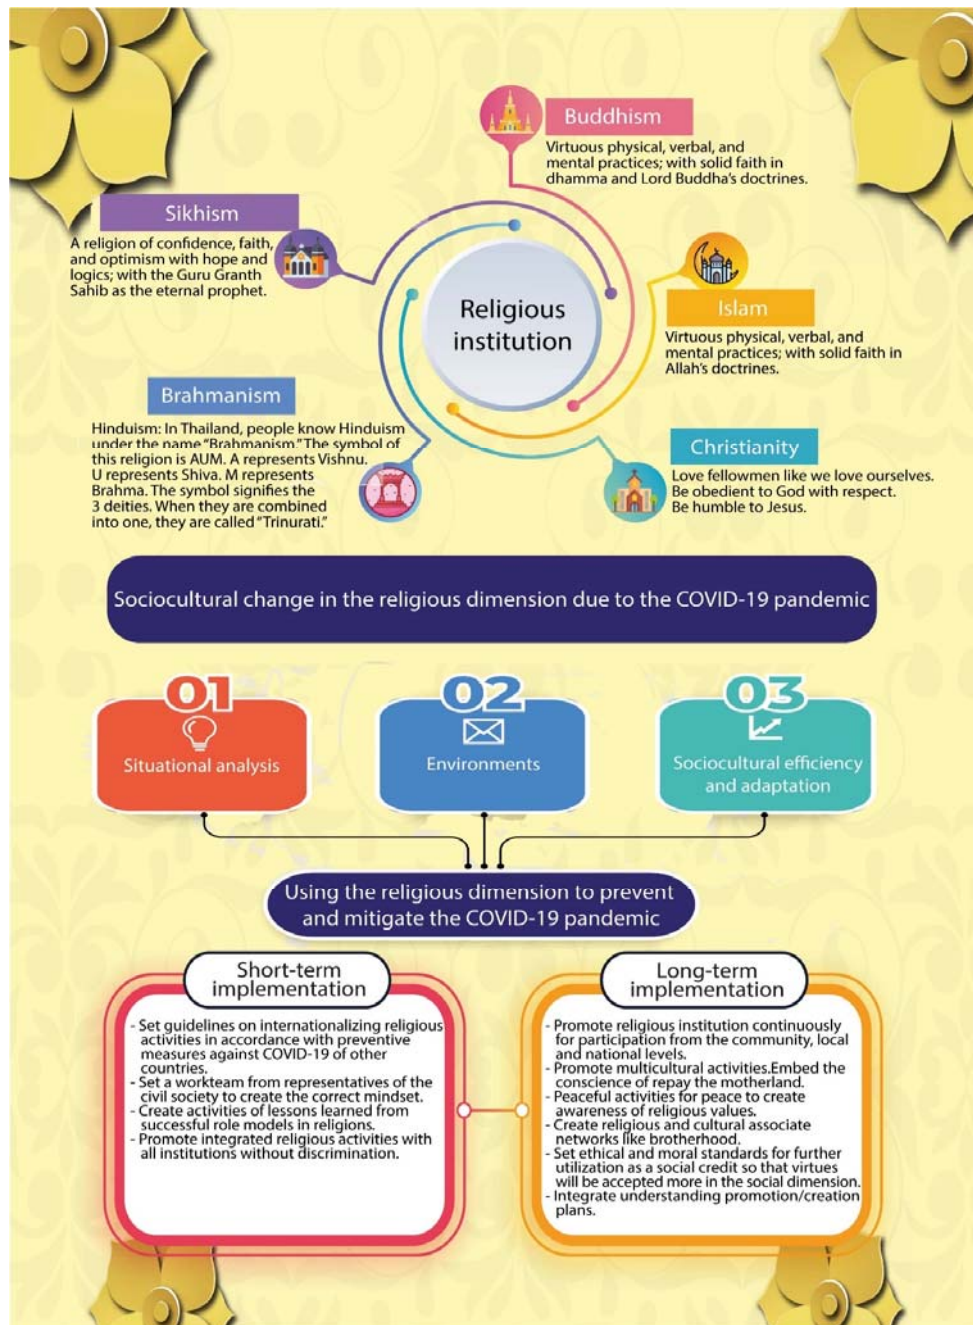 Buddhism
Virtuous physical, verbal, and
mental practices; with solid faith in
dhamma and Lord Buddha's doctrines.
Sikhism
A religion of confidence, faith,
and optimism with hope and
logics; with the Guru Granth
Sahib as the eternal prophet.
Religious
institution
Islam
Virtuous physical, verbal, and
mental practices; with solid faith in
Allah's doctrines.
Brahmanism
Hinduism: In Thailand, people know Hinduism
under the name "Brahmanism." The symbol of
this religion is AUM. A represents Vishnu.
U represents Shiva. M represents
Brahma. The symbol signifies the
3 deities. When they are combined
into one, they are called "Trinurati."
Christianity
Love fellowmen like we love ourselves.
Be obedient to God with respect.
Be humble to Jesus.
Sociocultural change in the religious dimension due to the COVID-19 pandemic
01
Situational analysis
02
Environments
03
Sociocultural efficiency
and adaptation
Using the religious dimension to prevent
and mitigate the COVID-19 pandemic
Short-term
implementation
- Set guidelines on internationalizing religious
activities in accordance with preventive
measures against COVID-19 of other
countries.
- Set a workteam from representatives of the
civil society to create the correct mindset.
- Create activities of lessons learned from
successful role models in religions.
- Promote integrated religious activities with
all institutions without discrimination.
Long-term
implementation
- Promote religious institution continuously
for participation from the community, local
and national levels.
- Promote multicultural activities.Embed the
conscience of repay the motherland.
- Peaceful activities for peace to create
awareness of religious values.
- Create religious and cultural associate
networks like brotherhood.
- Set ethical and moral standards for further
utilization as a social credit so that virtues
will be accepted more in the social dimension.
- Integrate understanding promotion/creation
plans.